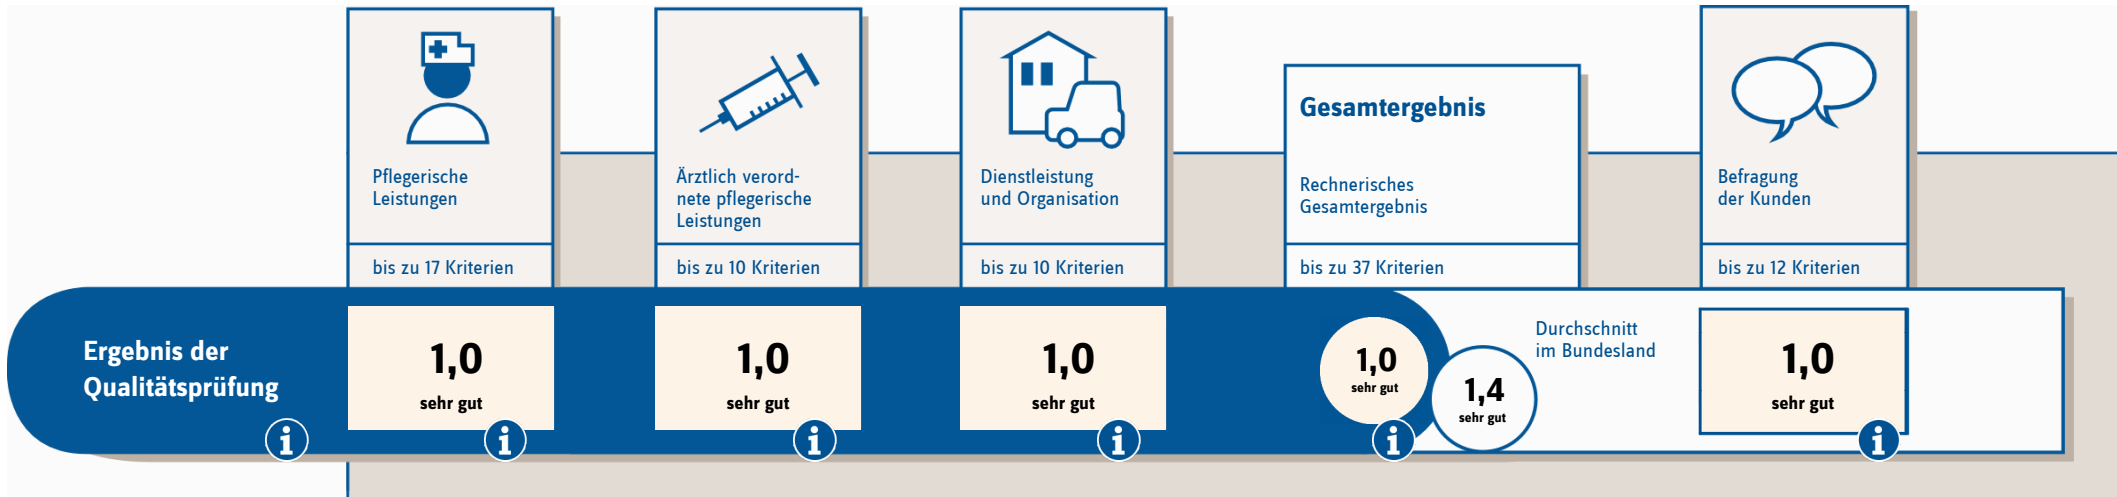 Pflegerische
Leistungen
bis zu 17 Kriterien
Ärztlich verord-
nete pflegerische
Leistungen
bis zu 10 Kriterien
Dienstleistung
und Organisation
bis zu 10 Kriterien
Gesamtergebnis
Rechnerisches
Gesamtergebnis
bis zu 37 Kriterien
Befragung
der Kunden
bis zu 12 Kriterien
Ergebnis der
Qualitätsprüfung
i
1,0
sehr gut
i
1,0
sehr gut
i
1,0
sehr gut
i
1,0
sehr gut
i
1,4
sehr gut
Durchschnitt
im Bundesland
1,0
sehr gut
i